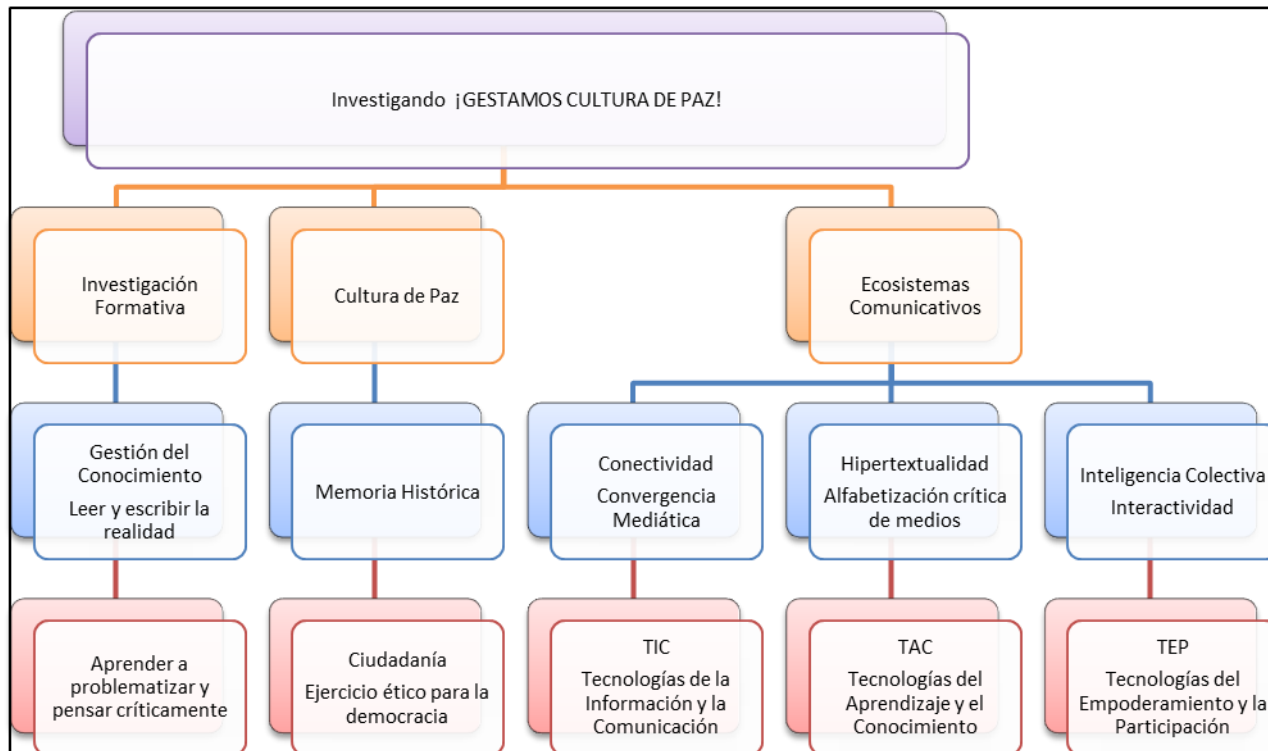 Investigando ¡GESTAMOS CULTURA DE PAZ!
Investigación
Formativa
Cultura de Paz
Ecosistemas
Comunicativos
Gestión del
Conocimiento
Leer y escribir la
realidad
Memoria Histórica
Conectividad
Convergencia
Mediática
Hipertextualidad
Alfabetización crítica
de medios
Inteligencia Colectiva
Interactividad
Aprender a
problematizar y
pensar críticamente
Ciudadanía
Ejercicio ético para la
democracia
TIC
Tecnologías de la
Información y la
Comunicación
TAC
Tecnologías del
Aprendizaje y el
Conocimiento
TEP
Tecnologías del
Empoderamiento y la
Participación